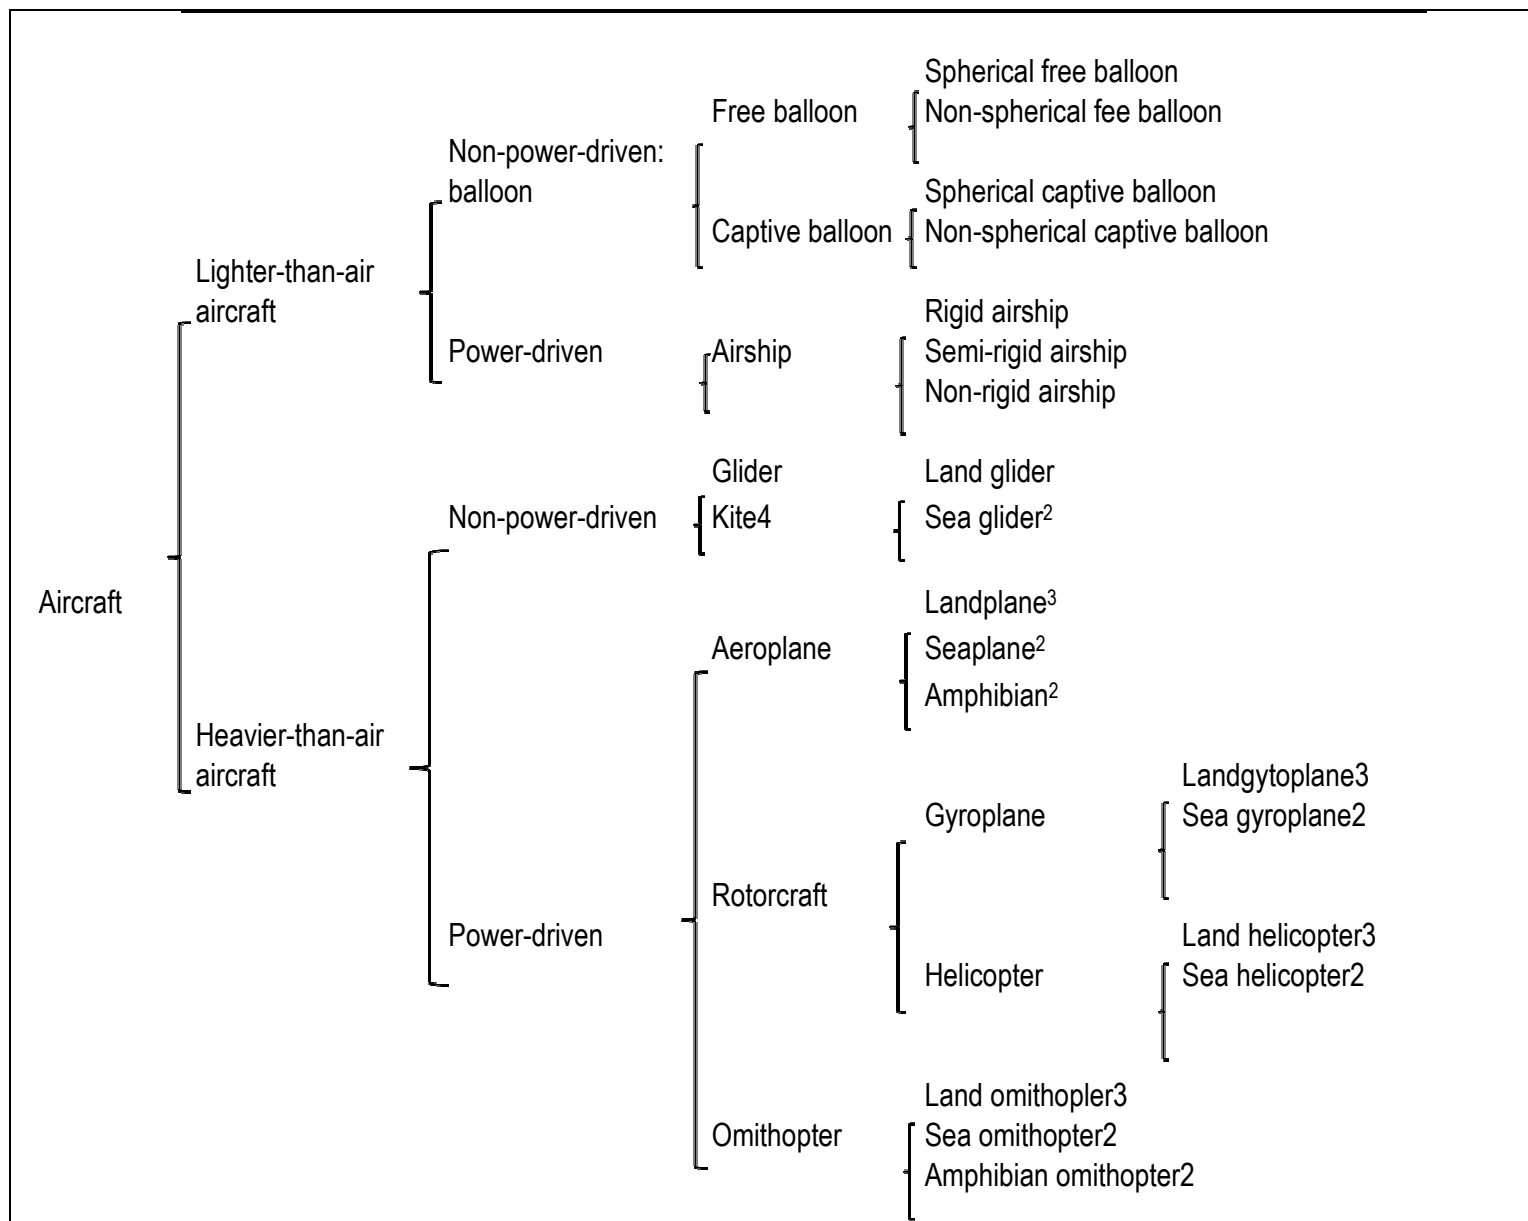 Spherical free balloon
Free balloon
Non-spherical fee balloon
Non-power-driven:
balloon
Spherical captive balloon
Captive balloon
Non-spherical captive balloon
Lighter-than-air
aircraft
Rigid airship
Power-driven
Airship
Semi-rigid airship
Non-rigid airship
Glider
Land glider
Non-power-driven
Kite4
Sea glider²
Aircraft
Landplane³
Aeroplane
Seaplane²
Amphibian²
Heavier-than-air
aircraft
Landgytoplane3
Gyroplane
Sea gyroplane2
Rotorcraft
Power-driven
Land helicopter3
Helicopter
Sea helicopter2
Land omithopler3
Omithopter
Sea omithopter2
Amphibian omithopter2